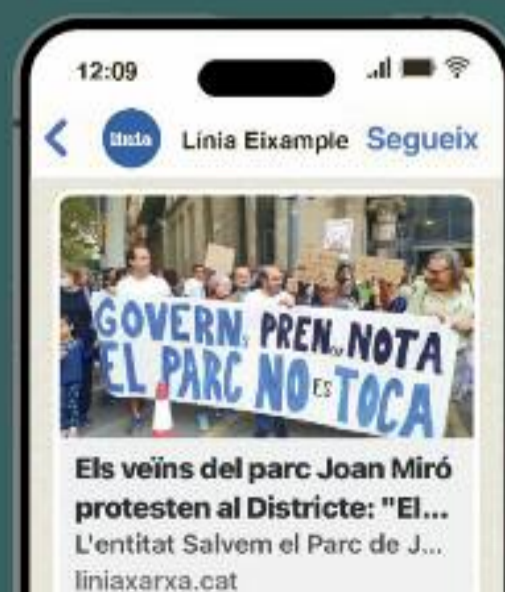 12:09
línia Línia Eixample Segueix
GOVERN, PREN NOTA
EL PARC NO ES TOCA
Els veïns del parc Joan Miró
protesten al Districte: "El...
L'entitat Salvem el Parc de J...
liniaxarxa.cat